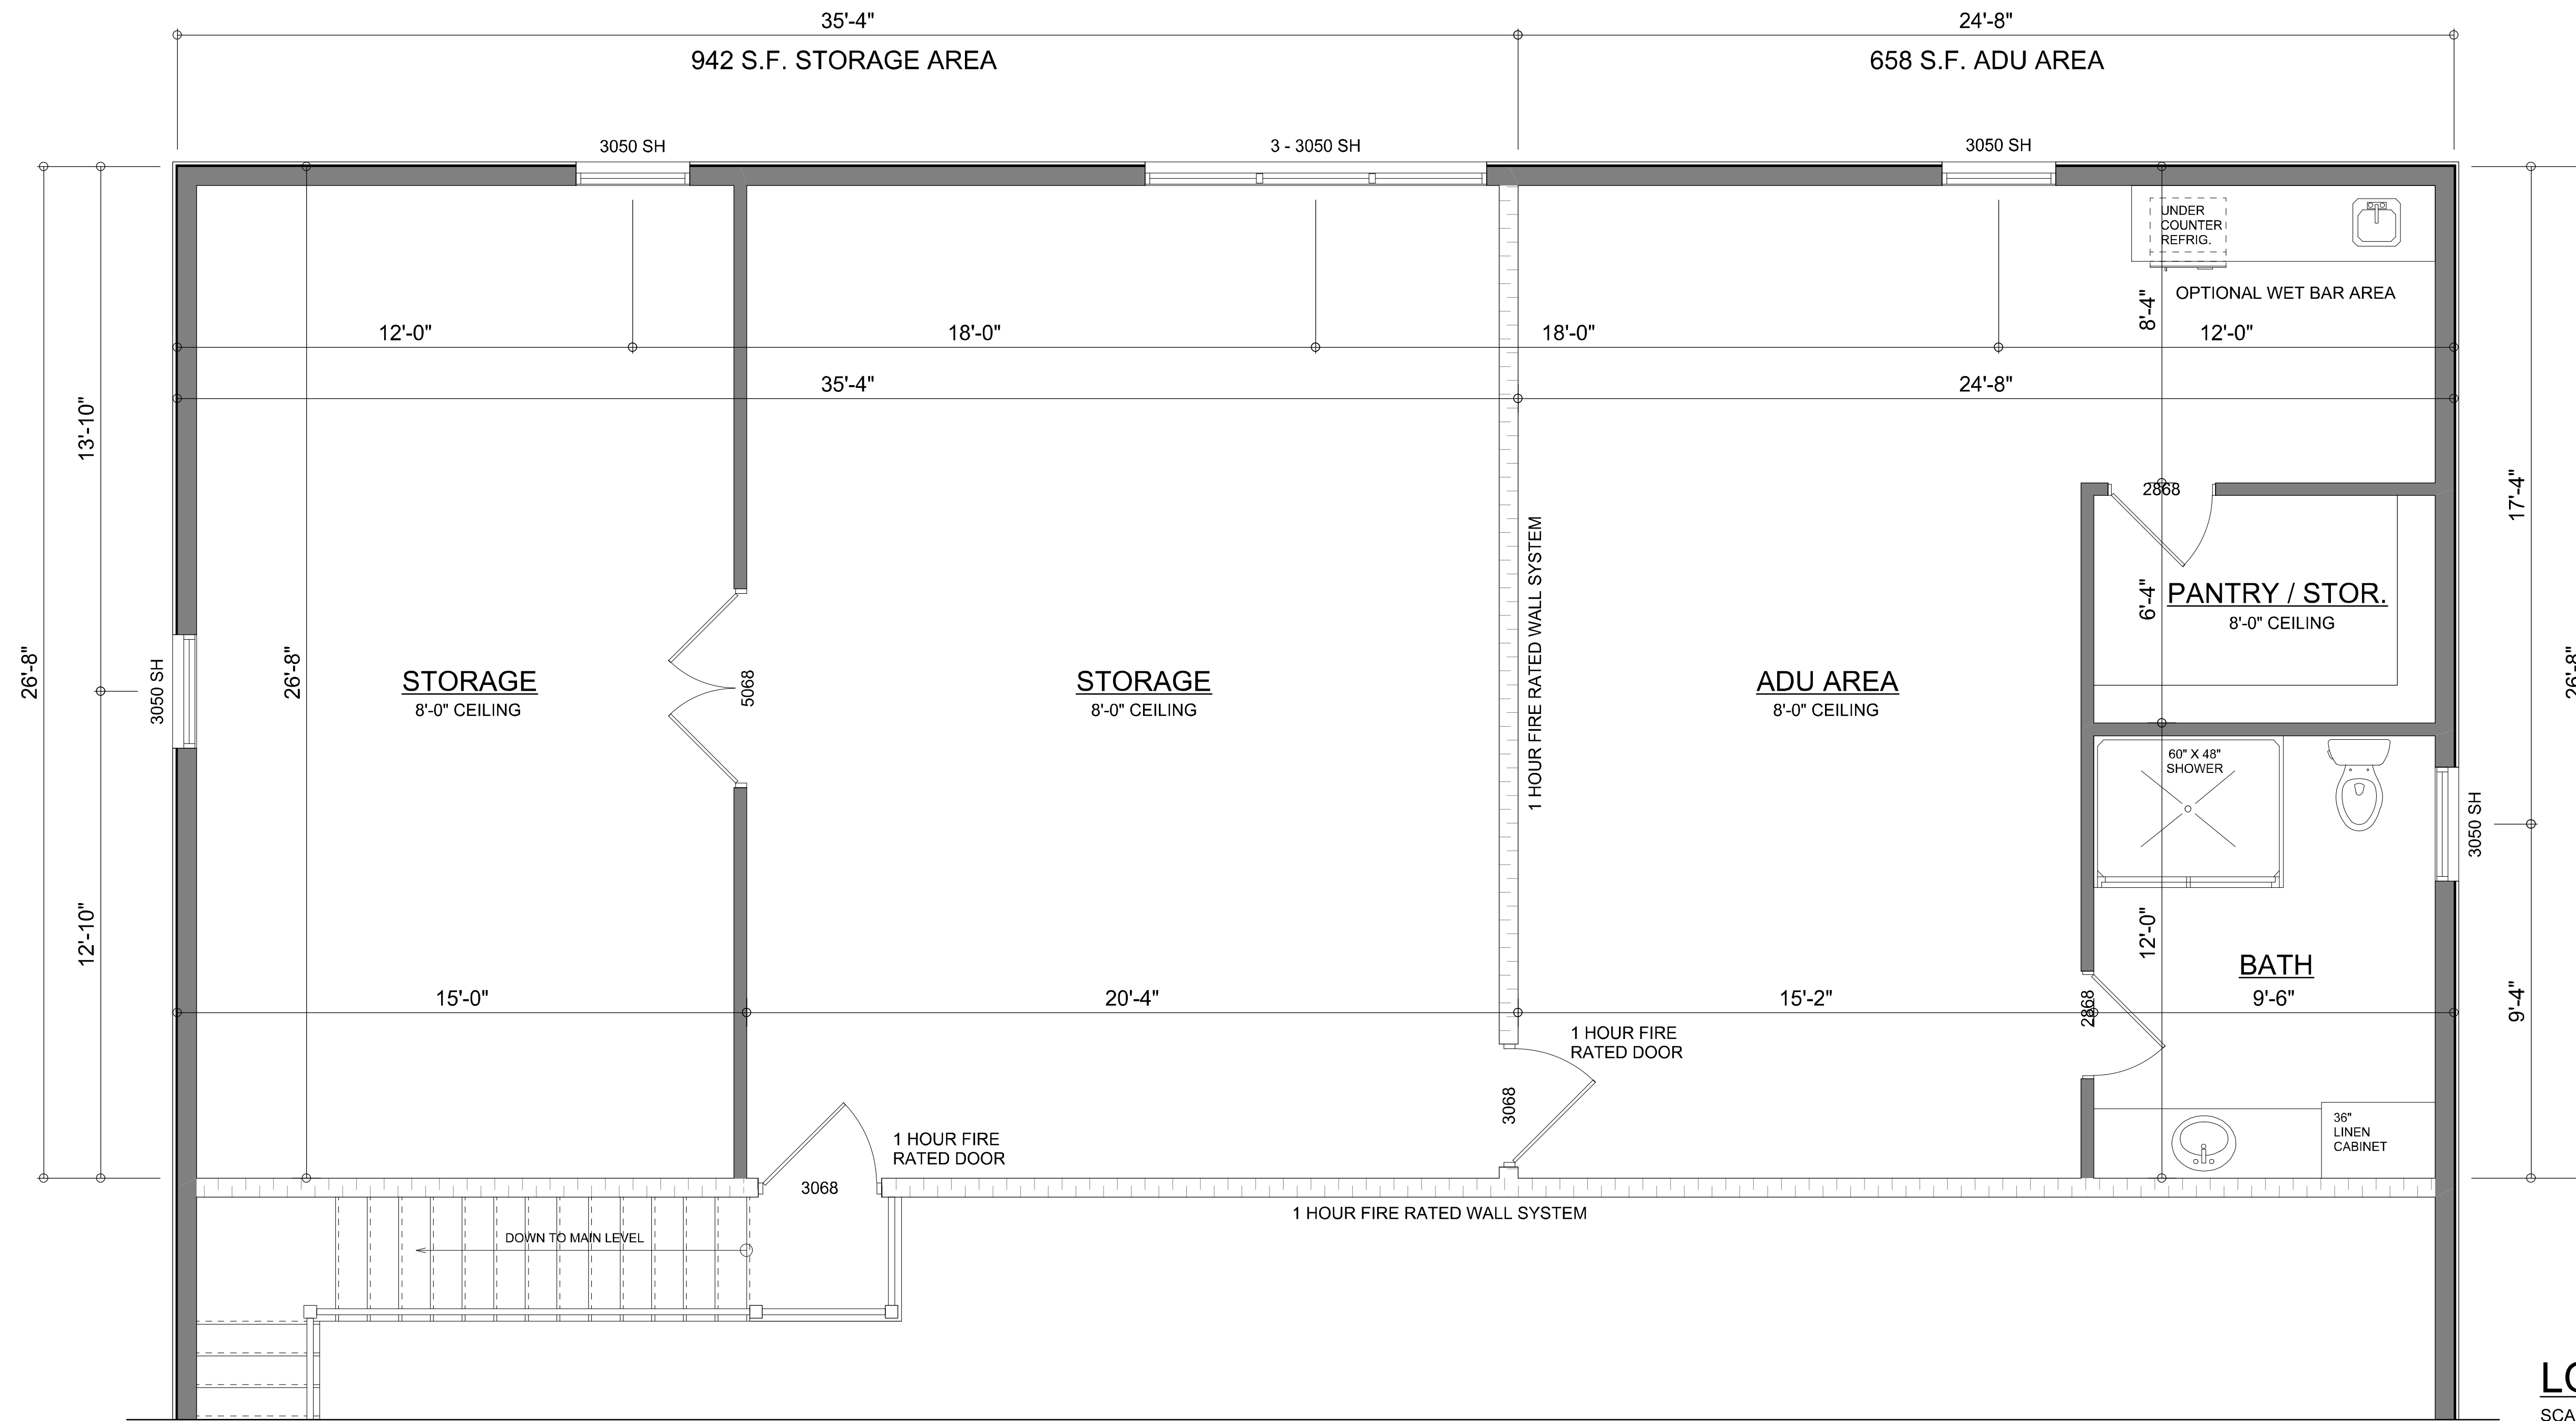 35'-4"
24'-8"
942 S.F. STORAGE AREA
658 S.F. ADU AREA
3050 SH
3 - 3050 SH
3050 SH
UNDER
COUNTER
REFRIG.
OPTIONAL WET BAR AREA
8'-4"
12'-0"
18'-0"
18'-0"
12'-0"
35'-4"
24'-8"
13'-10"
17'-4"
2868
1 HOUR FIRE RATED WALL SYSTEM
PANTRY / STOR.
8'-0" CEILING
6'-4"
26'-8"
3050 SH
26'-8"
STORAGE
8'-0" CEILING
5068
STORAGE
8'-0" CEILING
ADU AREA
8'-0" CEILING
26'-8"
60" X 48"
SHOWER
3050 SH
12'-10"
12'-0"
BATH
9'-6"
15'-0"
20'-4"
15'-2"
2868
9'-4"
1 HOUR FIRE
RATED DOOR
3068
1 HOUR FIRE
RATED DOOR
3068
36"
LINEN
CABINET
1 HOUR FIRE RATED WALL SYSTEM
DOWN TO MAIN LEVEL